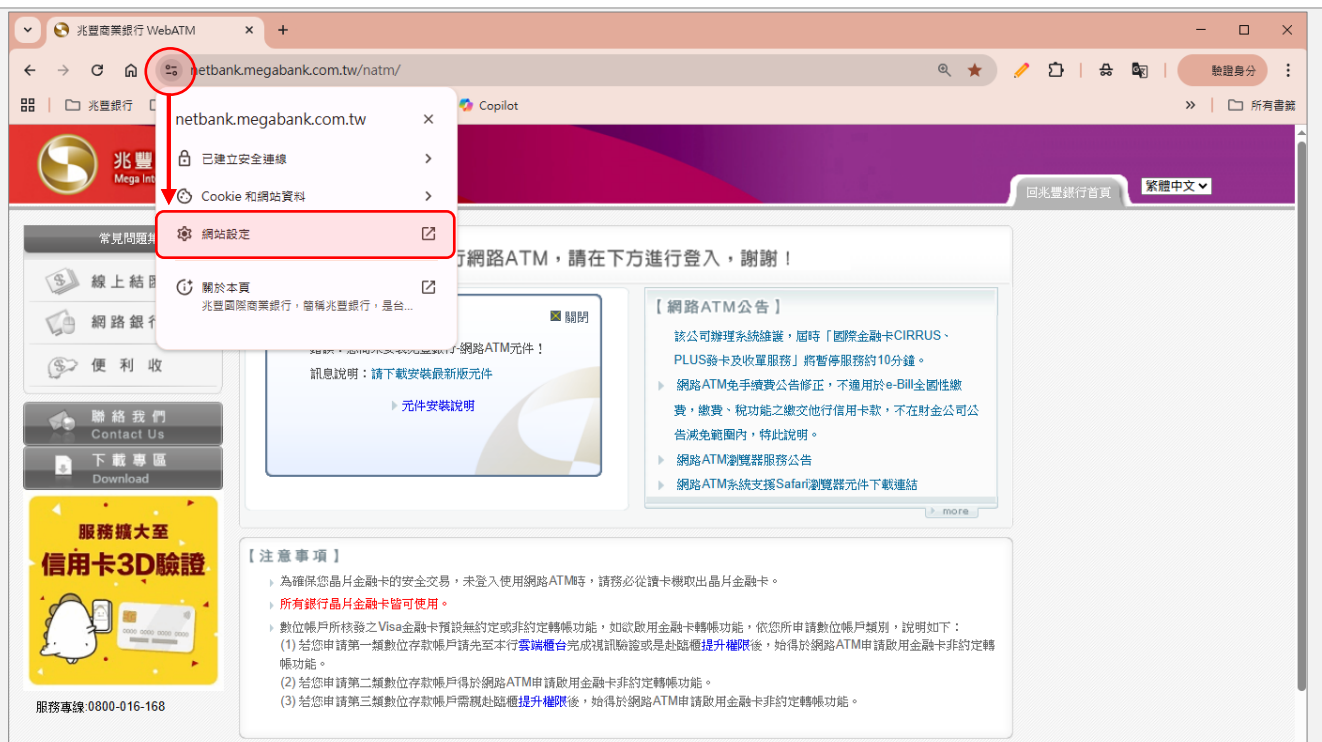 兆豐商業銀行 WebATM
netbank.megabank.com.tw/natm/
驗證身分
兆豐銀行
Copilot
所有書籤
netbank.megabank.com.tw
已建立安全連線
Cookie 和網站資料
網站設定
關於本頁
兆豐國際商業銀行，簡稱兆豐銀行，是台...
兆豐
Mega Int
回兆豐銀行首頁
繁體中文
常見問題
線上結
網路銀
便利收
聯絡我們
Contact Us
下載專區
Download
服務擴大至
信用卡3D驗證
服務專線:0800-016-168
行網路ATM，請在下方進行登入，謝謝！
關閉
網路ATM元件！
訊息說明：請下載安裝最新版元件
元件安裝說明
【網路ATM公告】
該公司辦理系統維護，屆時「國際金融卡CIRRUS、
PLUS發卡及收單服務」將暫停服務約10分鐘。
網路ATM免手續費公告修正，不適用於e-Bill全國性繳
費，繳費、稅功能之繳交他行信用卡款，不在財金公司公
告減免範圍內，特此說明。
網路ATM瀏覽器服務公告
網路ATM系統支援Safari瀏覽器元件下載連結
more
【注意事項】
為確保您晶片金融卡的安全交易，未登入使用網路ATM時，請務必從讀卡機取出晶片金融卡。
所有銀行晶片金融卡皆可使用。
數位帳戶所核發之Visa金融卡預設無約定或非約定轉帳功能，如欲啟用金融卡轉帳功能，依您所申請數位帳戶類別，說明如下：
(1) 若您申請第一類數位存款帳戶請先至本行雲端櫃台完成視訊驗證或是赴臨櫃提升權限後，始得於網路ATM申請啟用金融卡非約定轉
帳功能。
(2) 若您申請第二類數位存款帳戶得於網路ATM申請啟用金融卡非約定轉帳功能。
(3) 若您申請第三類數位存款帳戶需親赴臨櫃提升權限後，始得於網路ATM申請啟用金融卡非約定轉帳功能。